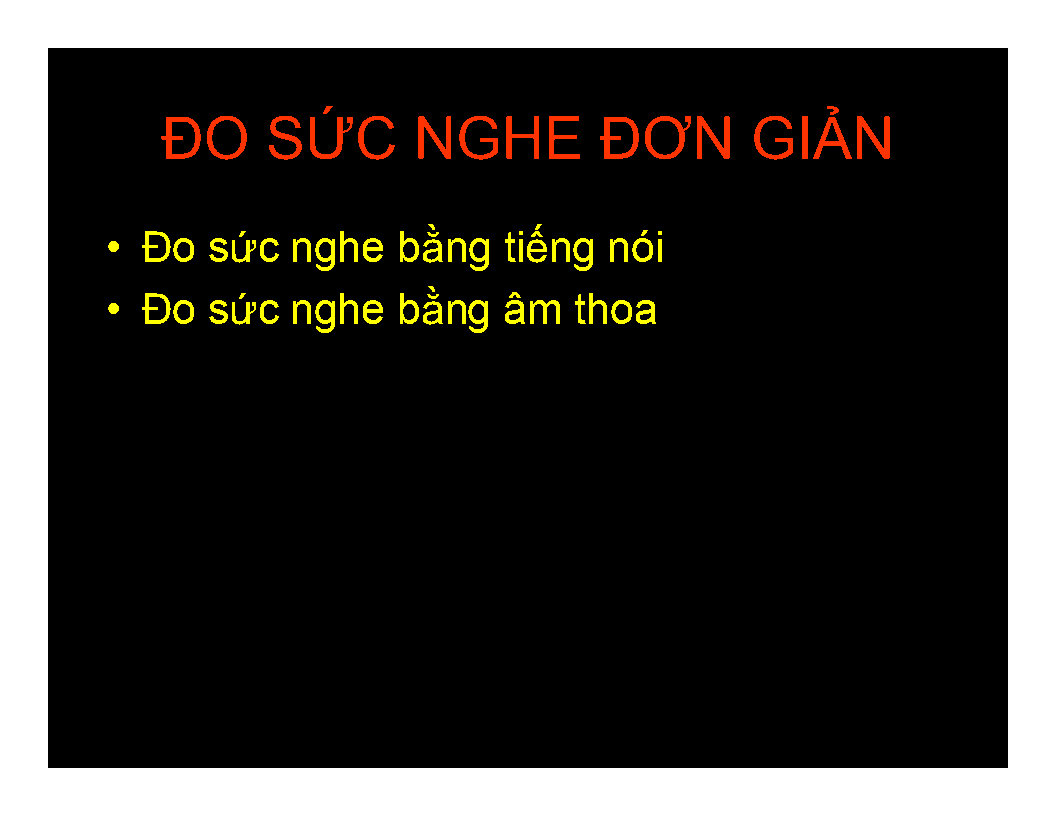 ĐO SỨC NGHE ĐƠN GIẢN
• Đo sức nghe bằng tiếng nói
• Đo sức nghe bằng âm thoa